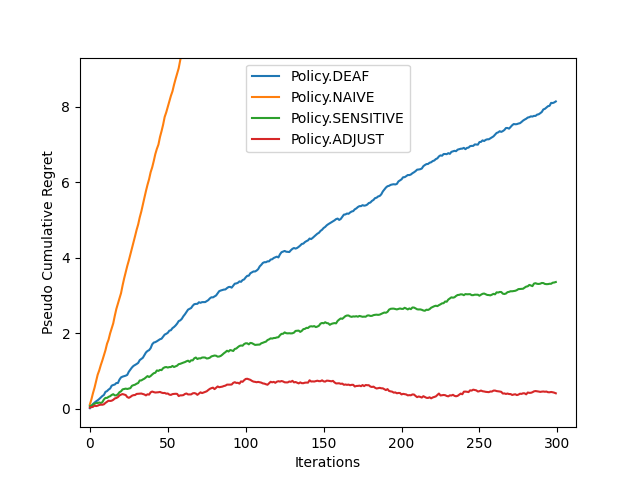 Policy.DEAF
Policy.NAIVE
Policy.SENSITIVE
Policy.ADJUST
Pseudo Cumulative Regret
8
6
4
2
0
0 50 100 150 200 250 300
Iterations